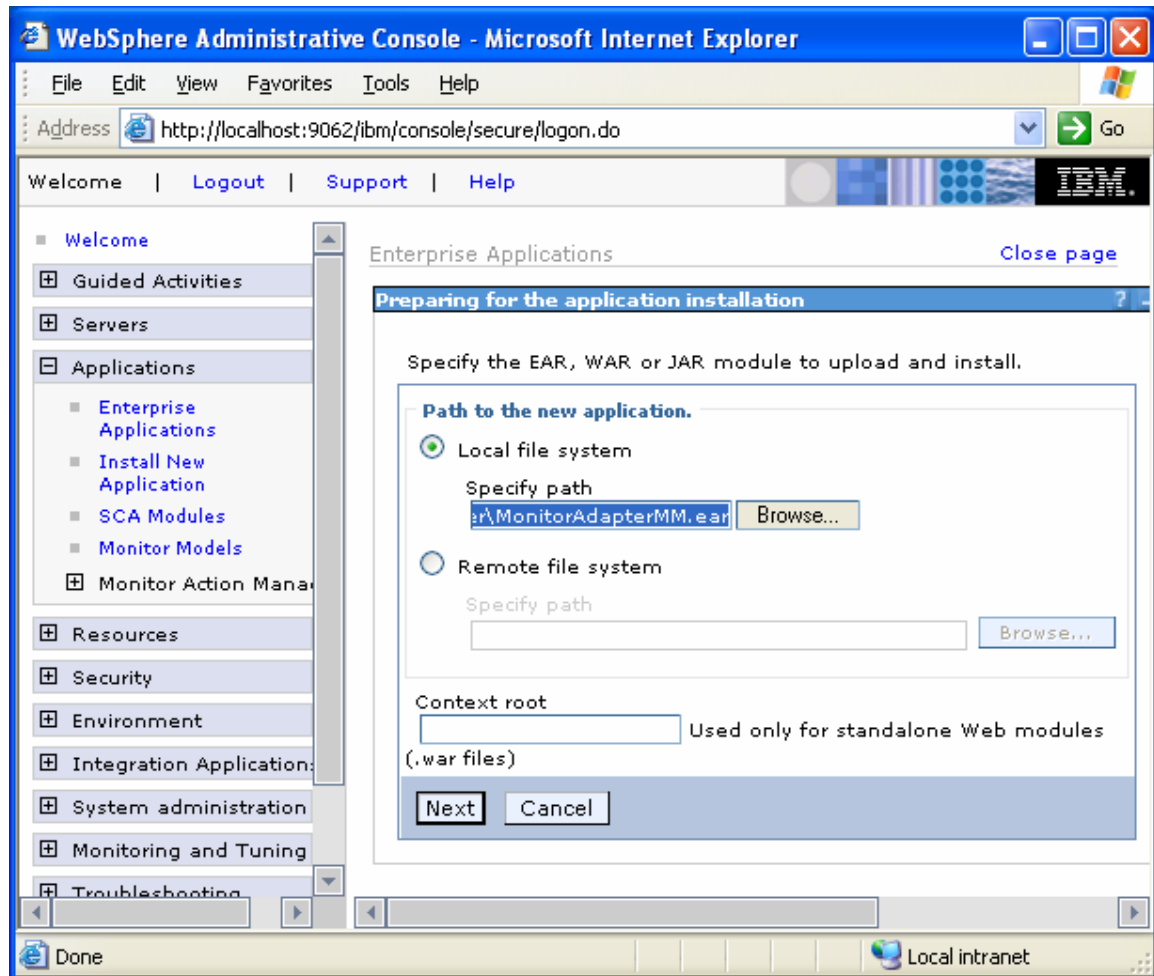 WebSphere Administrative Console - Microsoft Internet Explorer
File Edit View Favorites Tools Help
Address http://localhost:9062/ibm/console/secure/logon.do Go
Welcome | Logout | Support | Help IBM.
Welcome
Guided Activities
Servers
Applications
Enterprise
Applications
Install New
Application
SCA Modules
Monitor Models
Monitor Action Mana
Resources
Security
Environment
Integration Applications
System administration
Monitoring and Tuning
Troubleshooting
Enterprise Applications Close page
Preparing for the application installation ? -
Specify the EAR, WAR or JAR module to upload and install.
Path to the new application.
Local file system
Specify path
er\MonitorAdapterMM.ear Browse...
Remote file system
Specify path
Browse...
Context root
Used only for standalone Web modules
(.war files)
Next Cancel
Done Local intranet